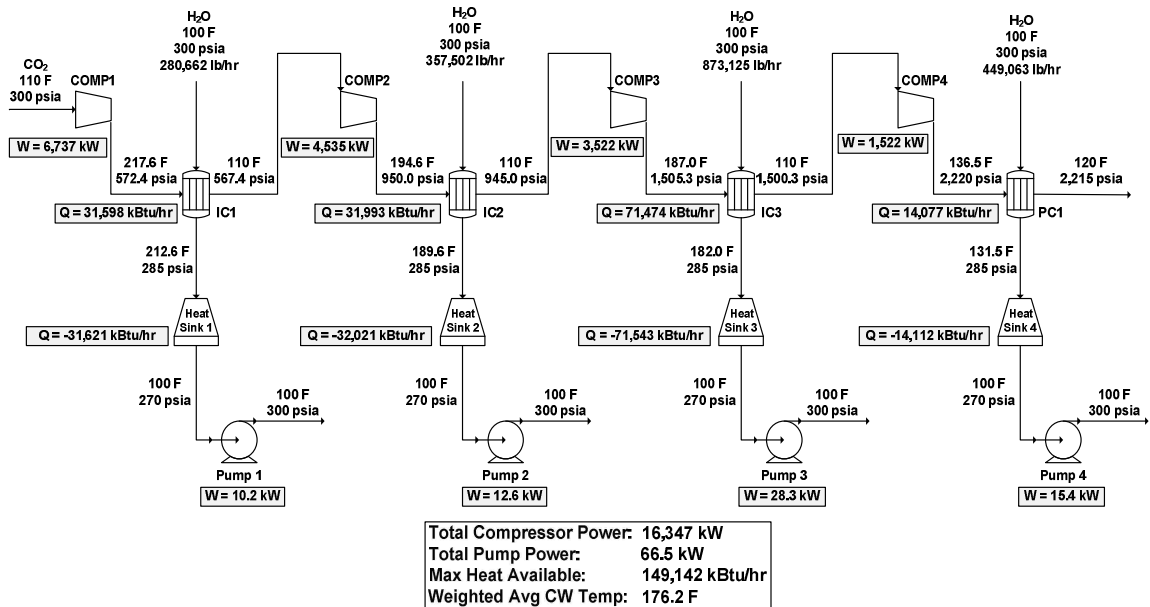 H2O
100 F
300 psia
280,662 lb/hr
H2O
100 F
300 psia
357,502 lb/hr
H2O
100 F
300 psia
873,125 lb/hr
H2O
100 F
300 psia
449,063 lb/hr
CO2
110 F
300 psia
COMP1
COMP2
COMP3
COMP4
W = 6,737 kW
W = 4,535 kW
W = 3,522 kW
W = 1,522 kW
217.6 F
572.4 psia
110 F
567.4 psia
194.6 F
950.0 psia
110 F
945.0 psia
187.0 F
1,505.3 psia
110 F
1,500.3 psia
136.5 F
2,220 psia
120 F
2,215 psia
Q = 31,598 kBtu/hr
IC1
Q = 31,993 kBtu/hr
IC2
Q = 71,474 kBtu/hr
IC3
Q = 14,077 kBtu/hr
PC1
212.6 F
285 psia
189.6 F
285 psia
182.0 F
285 psia
131.5 F
285 psia
Q = -31,621 kBtu/hr
Heat
Sink 1
Q = -32,021 kBtu/hr
Heat
Sink 2
Q = -71,543 kBtu/hr
Heat
Sink 3
Q = -14,112 kBtu/hr
Heat
Sink 4
100 F
270 psia
100 F
300 psia
100 F
270 psia
100 F
300 psia
100 F
270 psia
100 F
300 psia
100 F
270 psia
100 F
300 psia
Pump 1
W = 10.2 kW
Pump 2
W = 12.6 kW
Pump 3
W = 28.3 kW
Pump 4
W = 15.4 kW
Total Compressor Power: 16,347 kW
Total Pump Power: 66.5 kW
Max Heat Available: 149,142 kBtu/hr
Weighted Avg CW Temp: 176.2 F